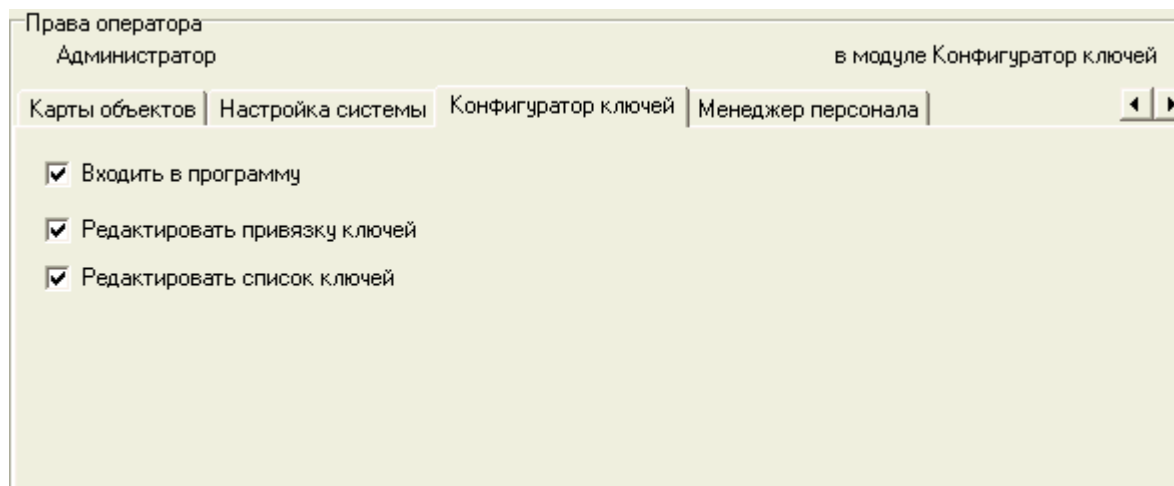 Права оператора
Администратор в модуле Конфигуратор ключей
Карты объектов Настройка системы Конфигуратор ключей Менеджер персонала
Входить в программу
Редактировать привязку ключей
Редактировать список ключей